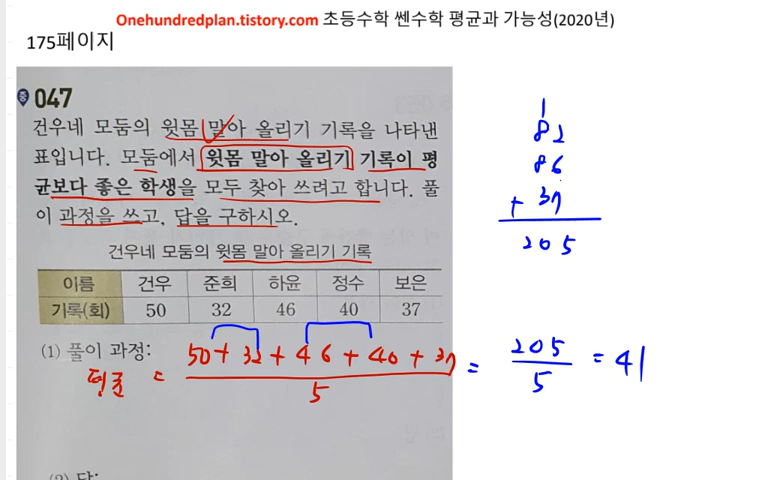 Onehundredplan.tistory.com 초등수학 쎈수학 평균과 가능성(2020년)
175페이지
중 047
건우네 모둠의 윗몸 말아 올리기 기록을 나타낸
표입니다. 모둠에서 윗몸 말아 올리기 기록이 평
균보다 좋은 학생을 모두 찾아 쓰려고 합니다. 풀
이 과정을 쓰고, 답을 구하시오.
건우네 모둠의 윗몸 말아 올리기 기록
이름 건우 준희 하윤 정수 보은
기록(회) 50 32 46 40 37
(1) 풀이 과정:
평균 = 50 + 32 + 46 + 40 + 37 = 205 = 41
5 5
1
82
86
+ 37
205
(2) 답: